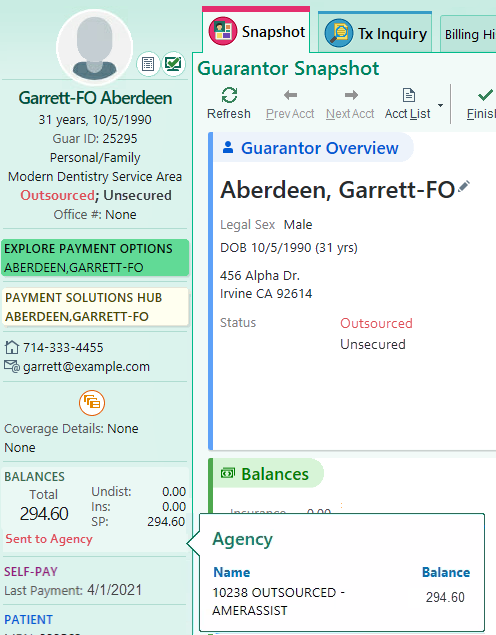 Snapshot
Tx Inquiry
Billing Hi
Garrett-FO Aberdeen
31 years, 10/5/1990
Guar ID: 25295
Personal/Family
Modern Dentistry Service Area
Outsourced; Unsecured
Office #: None
EXPLORE PAYMENT OPTIONS
ABERDEEN,GARRETT-FO
PAYMENT SOLUTIONS HUB
ABERDEEN,GARRETT-FO
714-333-4455
garrett@example.com
Coverage Details: None
None
BALANCES
Total
294.60
Undist: 0.00
Ins: 0.00
SP: 294.60
Sent to Agency
SELF-PAY
Last Payment: 4/1/2021
PATIENT
Guarantor Snapshot
Refresh
Prev Acct
Next Acct
Acct List
Finish
Guarantor Overview
Aberdeen, Garrett-FO
Legal Sex Male
DOB 10/5/1990 (31 yrs)
456 Alpha Dr.
Irvine CA 92614
Status Outsourced
Unsecured
Balances
Insurance 0.00
Agency
Name Balance
10238 OUTSOURCED - 294.60
AMERASSIST